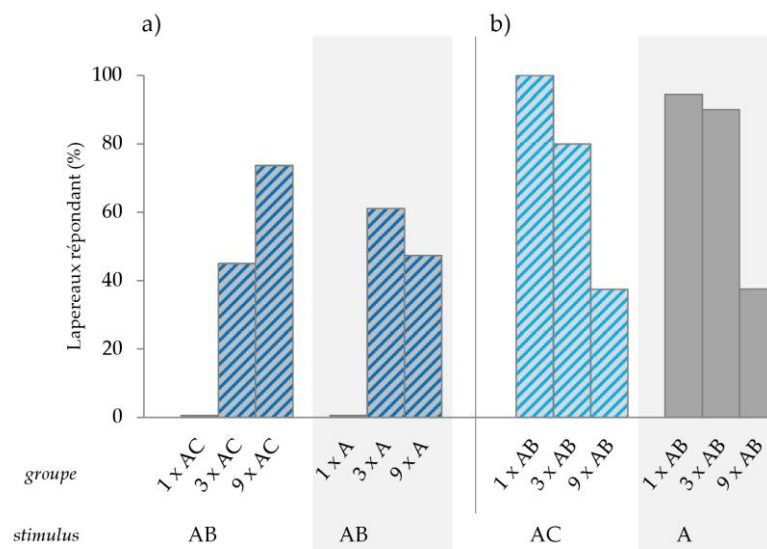 a)
b)
Lapereaux répondant (%)
100
80
60
40
20
0
groupe
1 x AC
3 x AC
9 x AC
1 x A
3 x A
9 x A
1 x AB
3 x AB
9 x AB
1 x AB
3 x AB
9 x AB
stimulus
AB
AB
AC
A